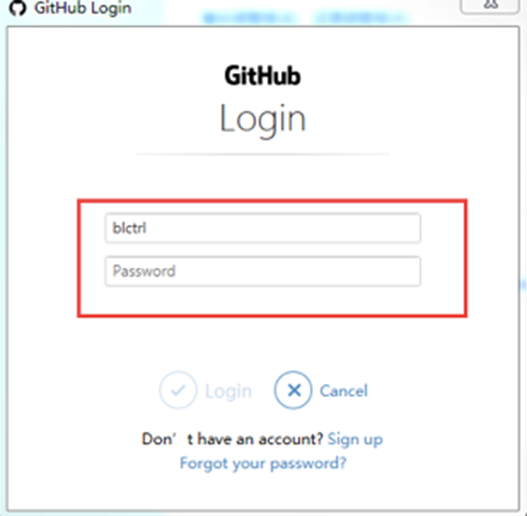 GitHub Login
GitHub
Login
blctrl
Password
Login Cancel
Don't have an account? Sign up
Forgot your password?